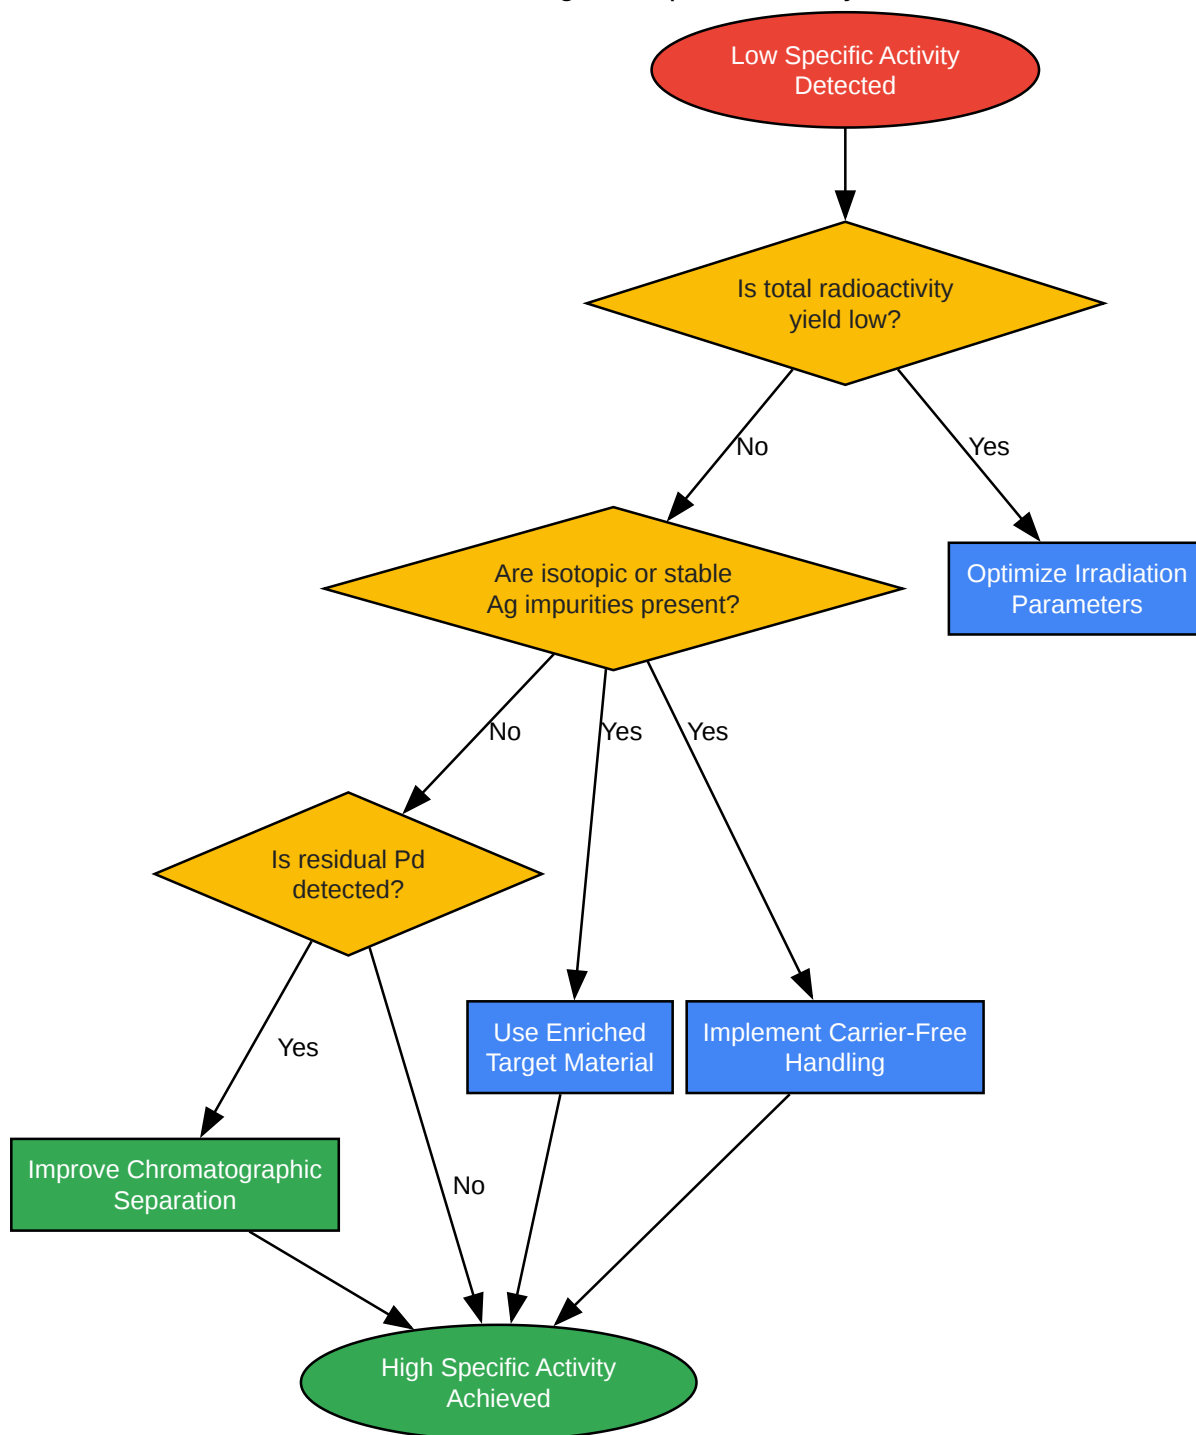 Low Specific Activity
Detected
Is total radioactivity
yield low?
No
Yes
Are isotopic or stable
Ag impurities present?
Optimize Irradiation
Parameters
No
Yes
Yes
Is residual Pd
detected?
Use Enriched
Target Material
Implement Carrier-Free
Handling
Yes
Improve Chromatographic
Separation
No
High Specific Activity
Achieved